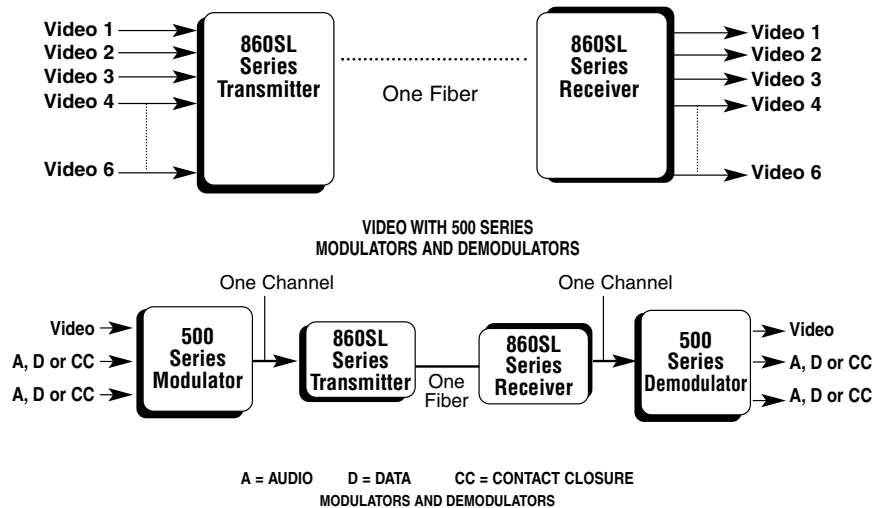 Video 1
Video 2
Video 3
Video 4
Video 6
860SL
Series
Transmitter
One Fiber
860SL
Series
Receiver
Video 1
Video 2
Video 3
Video 4
Video 6
VIDEO WITH 500 SERIES
MODULATORS AND DEMODULATORS
One Channel
One Channel
Video
A, D or CC
A, D or CC
500
Series
Modulator
860SL
Series
Transmitter
One
Fiber
860SL
Series
Receiver
500
Series
Demodulator
Video
A, D or CC
A, D or CC
A = AUDIO D = DATA CC = CONTACT CLOSURE
MODULATORS AND DEMODULATORS